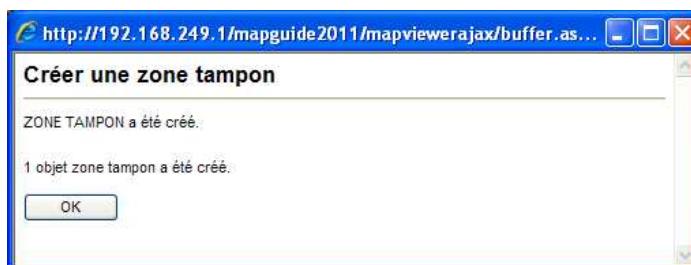 http://192.168.249.1/mapguide2011/mapviewerajax/buffer.as...
Créer une zone tampon
ZONE TAMPON a été créé.
1 objet zone tampon a été créé.
OK